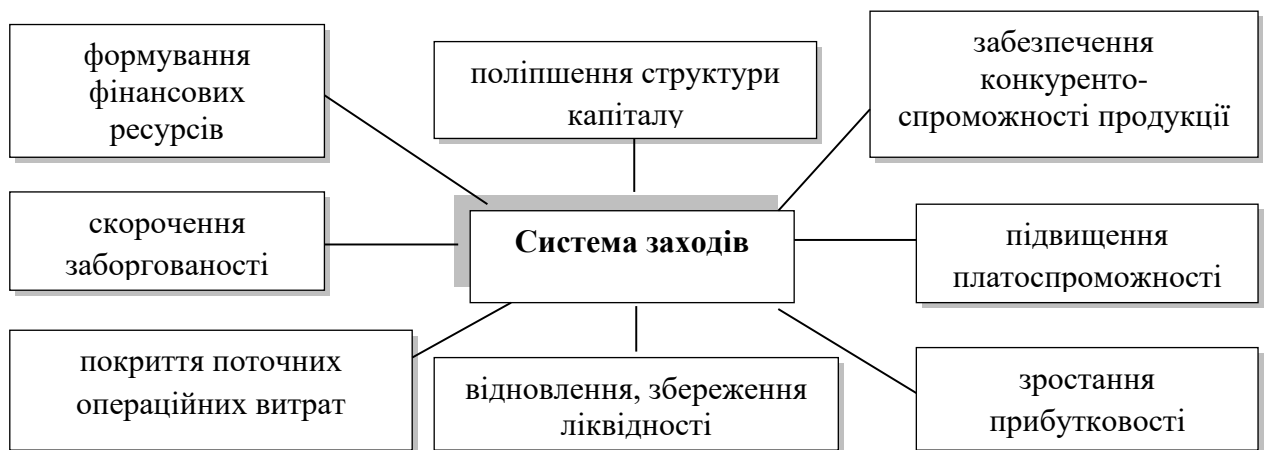 формування
фінансових
ресурсів
поліпшення структури
капіталу
забезпечення
конкуренто-
спроможності продукції
скорочення
заборгованості
Система заходів
підвищення
платоспроможності
покриття поточних
операційних витрат
відновлення, збереження
ліквідності
зростання
прибутковості